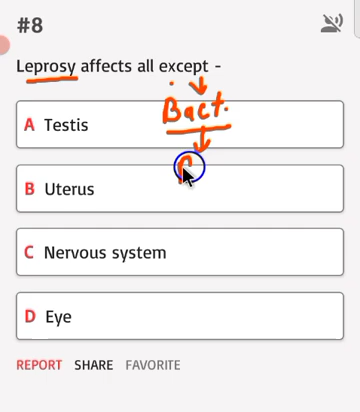 #8
Leprosy affects all except -
Bact.
A Testis
B Uterus
C Nervous system
D Eye
REPORT SHARE FAVORITE